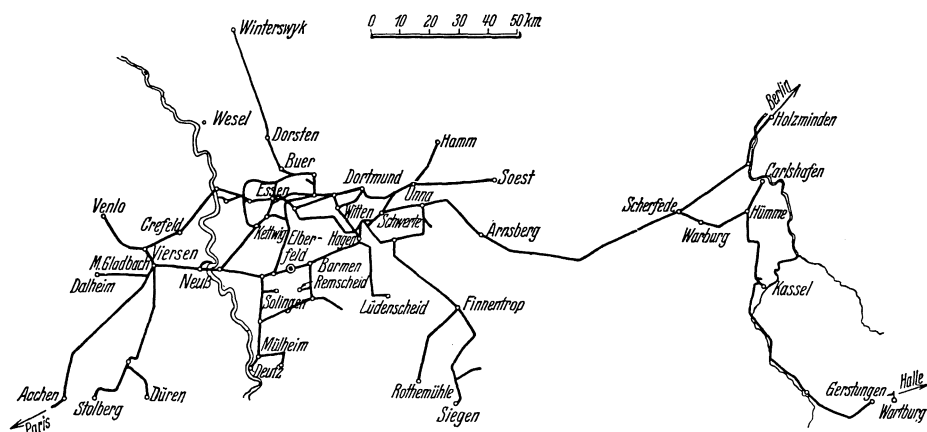 Winterswyk
0 10 20 30 40 50 km.
Wesel
Dorsten
Buer
Hamm
Berlin
Holzminden
Essen
Dortmund
Unna
Soest
Carlshafen
Venlo
Crefeld
Kettwig
Witten
Schwerte
Scherfede
Hümme
Viersen
Elber-
feld
Hagen
Arnsberg
Warburg
M. Gladbach
Dalheim
Neuß
Barmen
Remscheid
Solingen
Lüdenscheid
Finnentrop
Kassel
Mülheim
Deutz
Aachen
Stolberg
Düren
Rothemühle
Siegen
Gerstungen
Halle
Wartburg
Paris